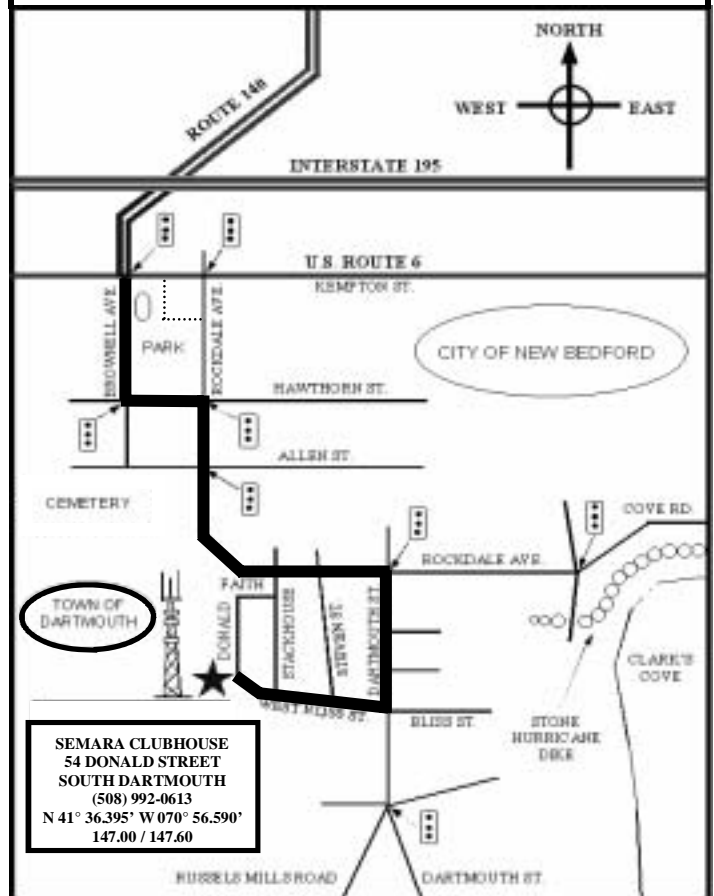 NORTH
WEST
EAST
ROUTE 140
INTERSTATE 195
U.S. ROUTE 6
KEMPTON ST.
BROWNELL AVE.
PARK
ROCKDALE AVE.
CITY OF NEW BEDFORD
HAWTHORN ST.
ALLEN ST.
CEMETERY
COVE RD.
ROCKDALE AVE.
FAITH
TOWN OF
DARTMOUTH
DONALD
STACKHOUSE
STEVEN ST.
DARTMOUTH ST.
CLARK'S
COVE
WEST BLISS ST.
BLISS ST.
STONE
HURRICANE
DIKE
SEMARA CLUBHOUSE
54 DONALD STREET
SOUTH DARTMOUTH
(508) 992-0613
N 41° 36.395’ W 070° 56.590’
147.00 / 147.60
RUSSELS MILLS ROAD
DARTMOUTH ST.